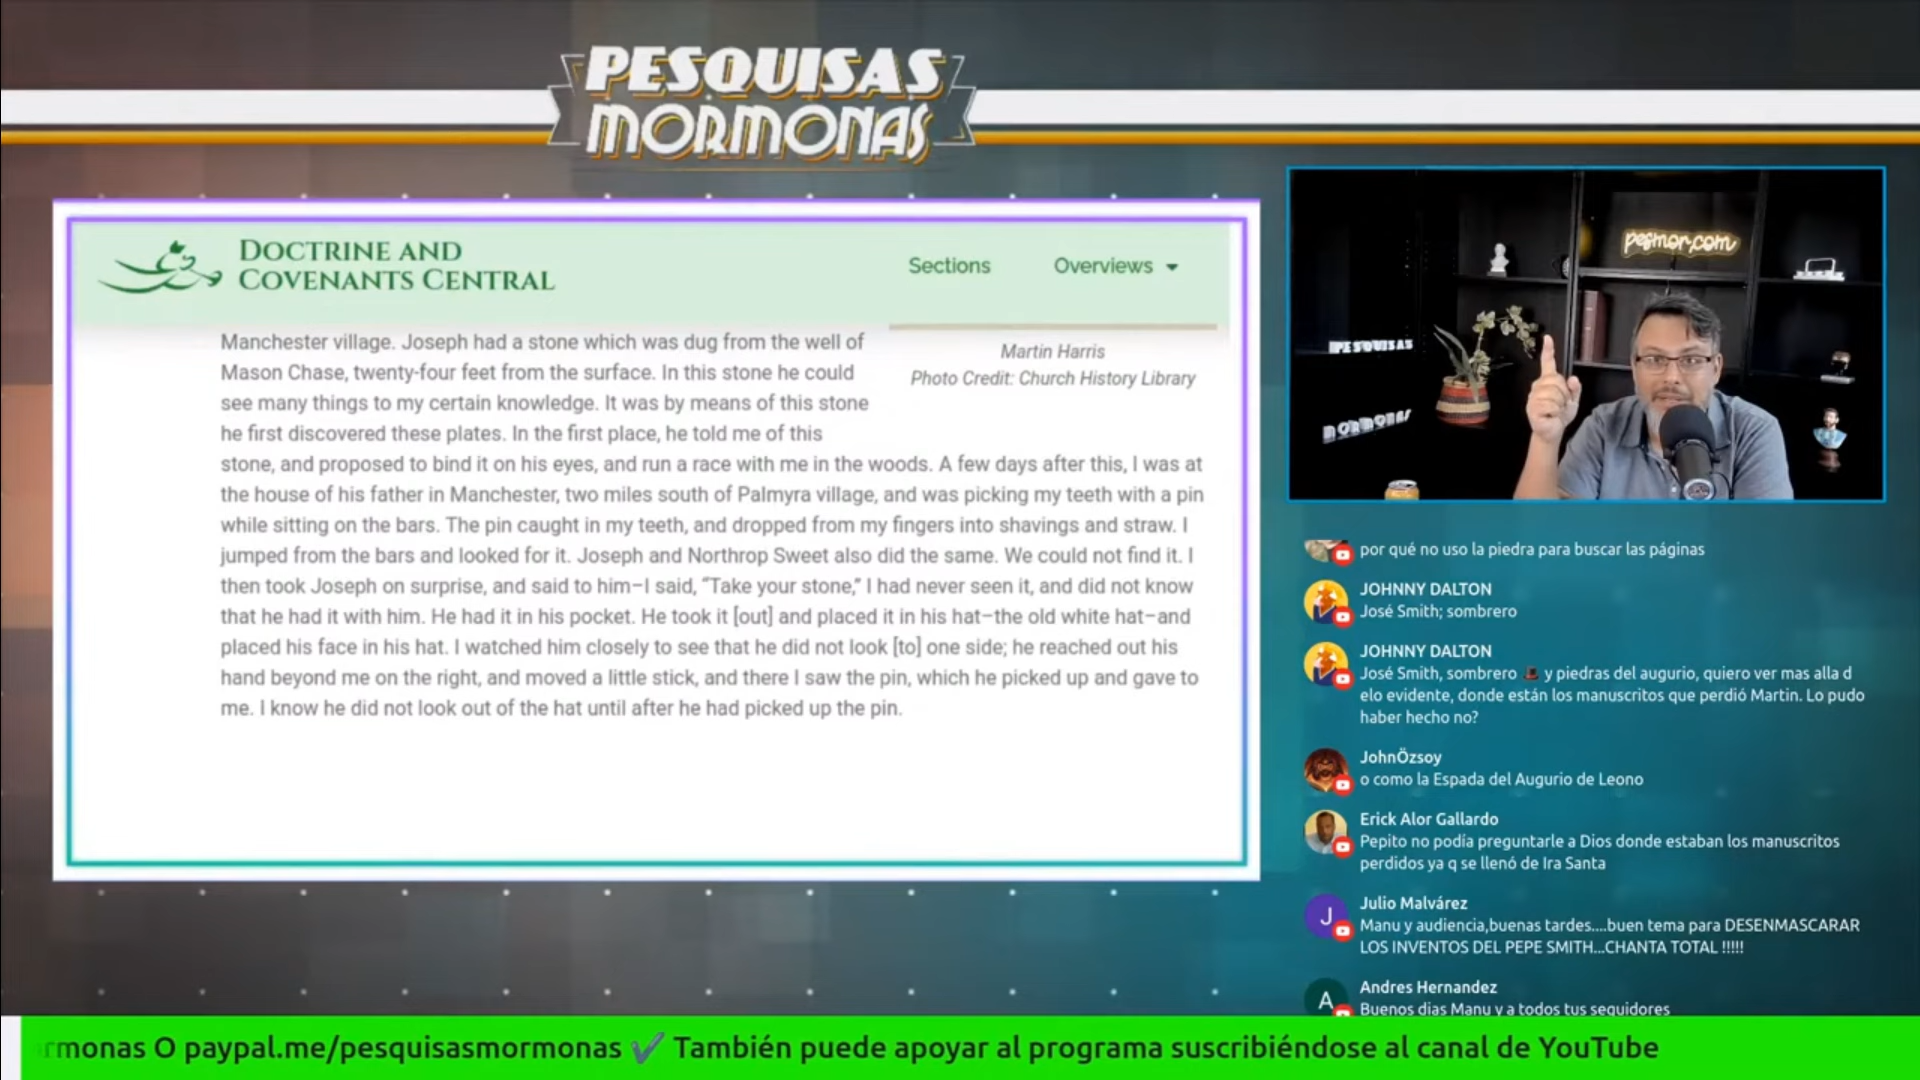 PESQUISAS
MORMONAS
DOCTRINE AND
COVENANTS CENTRAL
Sections
Overviews
Manchester village. Joseph had a stone which was dug from the well of
Mason Chase, twenty-four feet from the surface. In this stone he could
see many things to my certain knowledge. It was by means of this stone
he first discovered these plates. In the first place, he told me of this
stone, and proposed to bind it on his eyes, and run a race with me in the woods. A few days after this, I was at
the house of his father in Manchester, two miles south of Palmyra village, and was picking my teeth with a pin
while sitting on the bars. The pin caught in my teeth, and dropped from my fingers into shavings and straw. I
jumped from the bars and looked for it. Joseph and Northrop Sweet also did the same. We could not find it. I
then took Joseph on surprise, and said to him–I said, “Take your stone,” I had never seen it, and did not know
that he had it with him. He had it in his pocket. He took it [out] and placed it in his hat–the old white hat–and
placed his face in his hat. I watched him closely to see that he did not look [to] one side; he reached out his
hand beyond me on the right, and moved a little stick, and there I saw the pin, which he picked up and gave to
me. I know he did not look out of the hat until after he had picked up the pin.
Martin Harris
Photo Credit: Church History Library
pesmor.com
PESQUISAS
MORMONAS
por qué no uso la piedra para buscar las páginas
JOHNNY DALTON
José Smith; sombrero
JOHNNY DALTON
José Smith, sombrero 🎩 y piedras del augurio, quiero ver mas alla d
elo evidente, donde están los manuscritos que perdió Martin. Lo pudo
haber hecho no?
JohnÖzsoy
o como la Espada del Augurio de Leono
Erick Alor Gallardo
Pepito no podía preguntarle a Dios donde estaban los manuscritos
perdidos ya q se llenó de Ira Santa
J
Julio Malvárez
Manu y audiencia,buenas tardes....buen tema para DESENMASCARAR
LOS INVENTOS DEL PEPE SMITH...CHANTA TOTAL !!!!!
A
Andres Hernandez
Buenos dias Manu y a todos tus seguidores
rmonas O paypal.me/pesquisasmormonas ✔ También puede apoyar al programa suscribiéndose al canal de YouTube